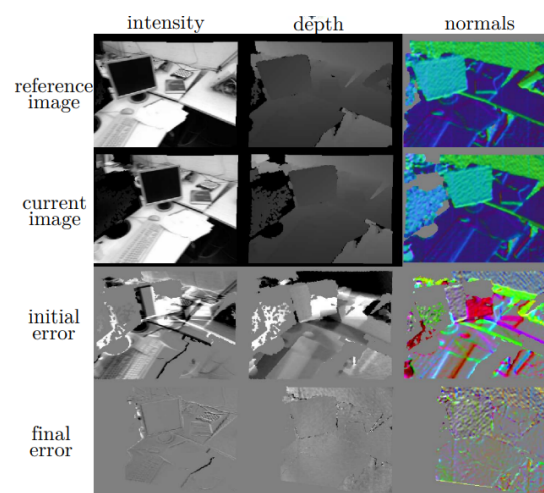 intensity depth normals
reference
image
current
image
initial
error
final
error